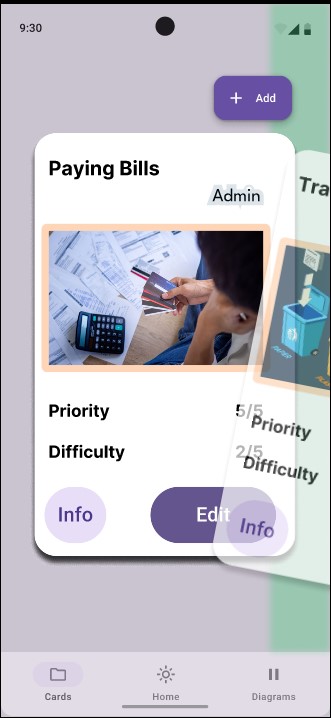 9:30
+ Add
Paying Bills
Admin
Tra
Priority
5/5
Difficulty
2/5
Priority
Difficulty
Info
Edit
Info
Cards
Home
Diagrams